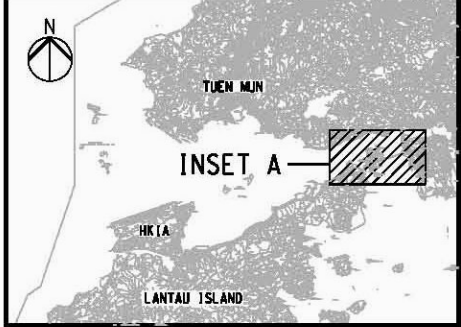 N
TUEN MUN
INSET A
HKIA
LANTAU ISLAND